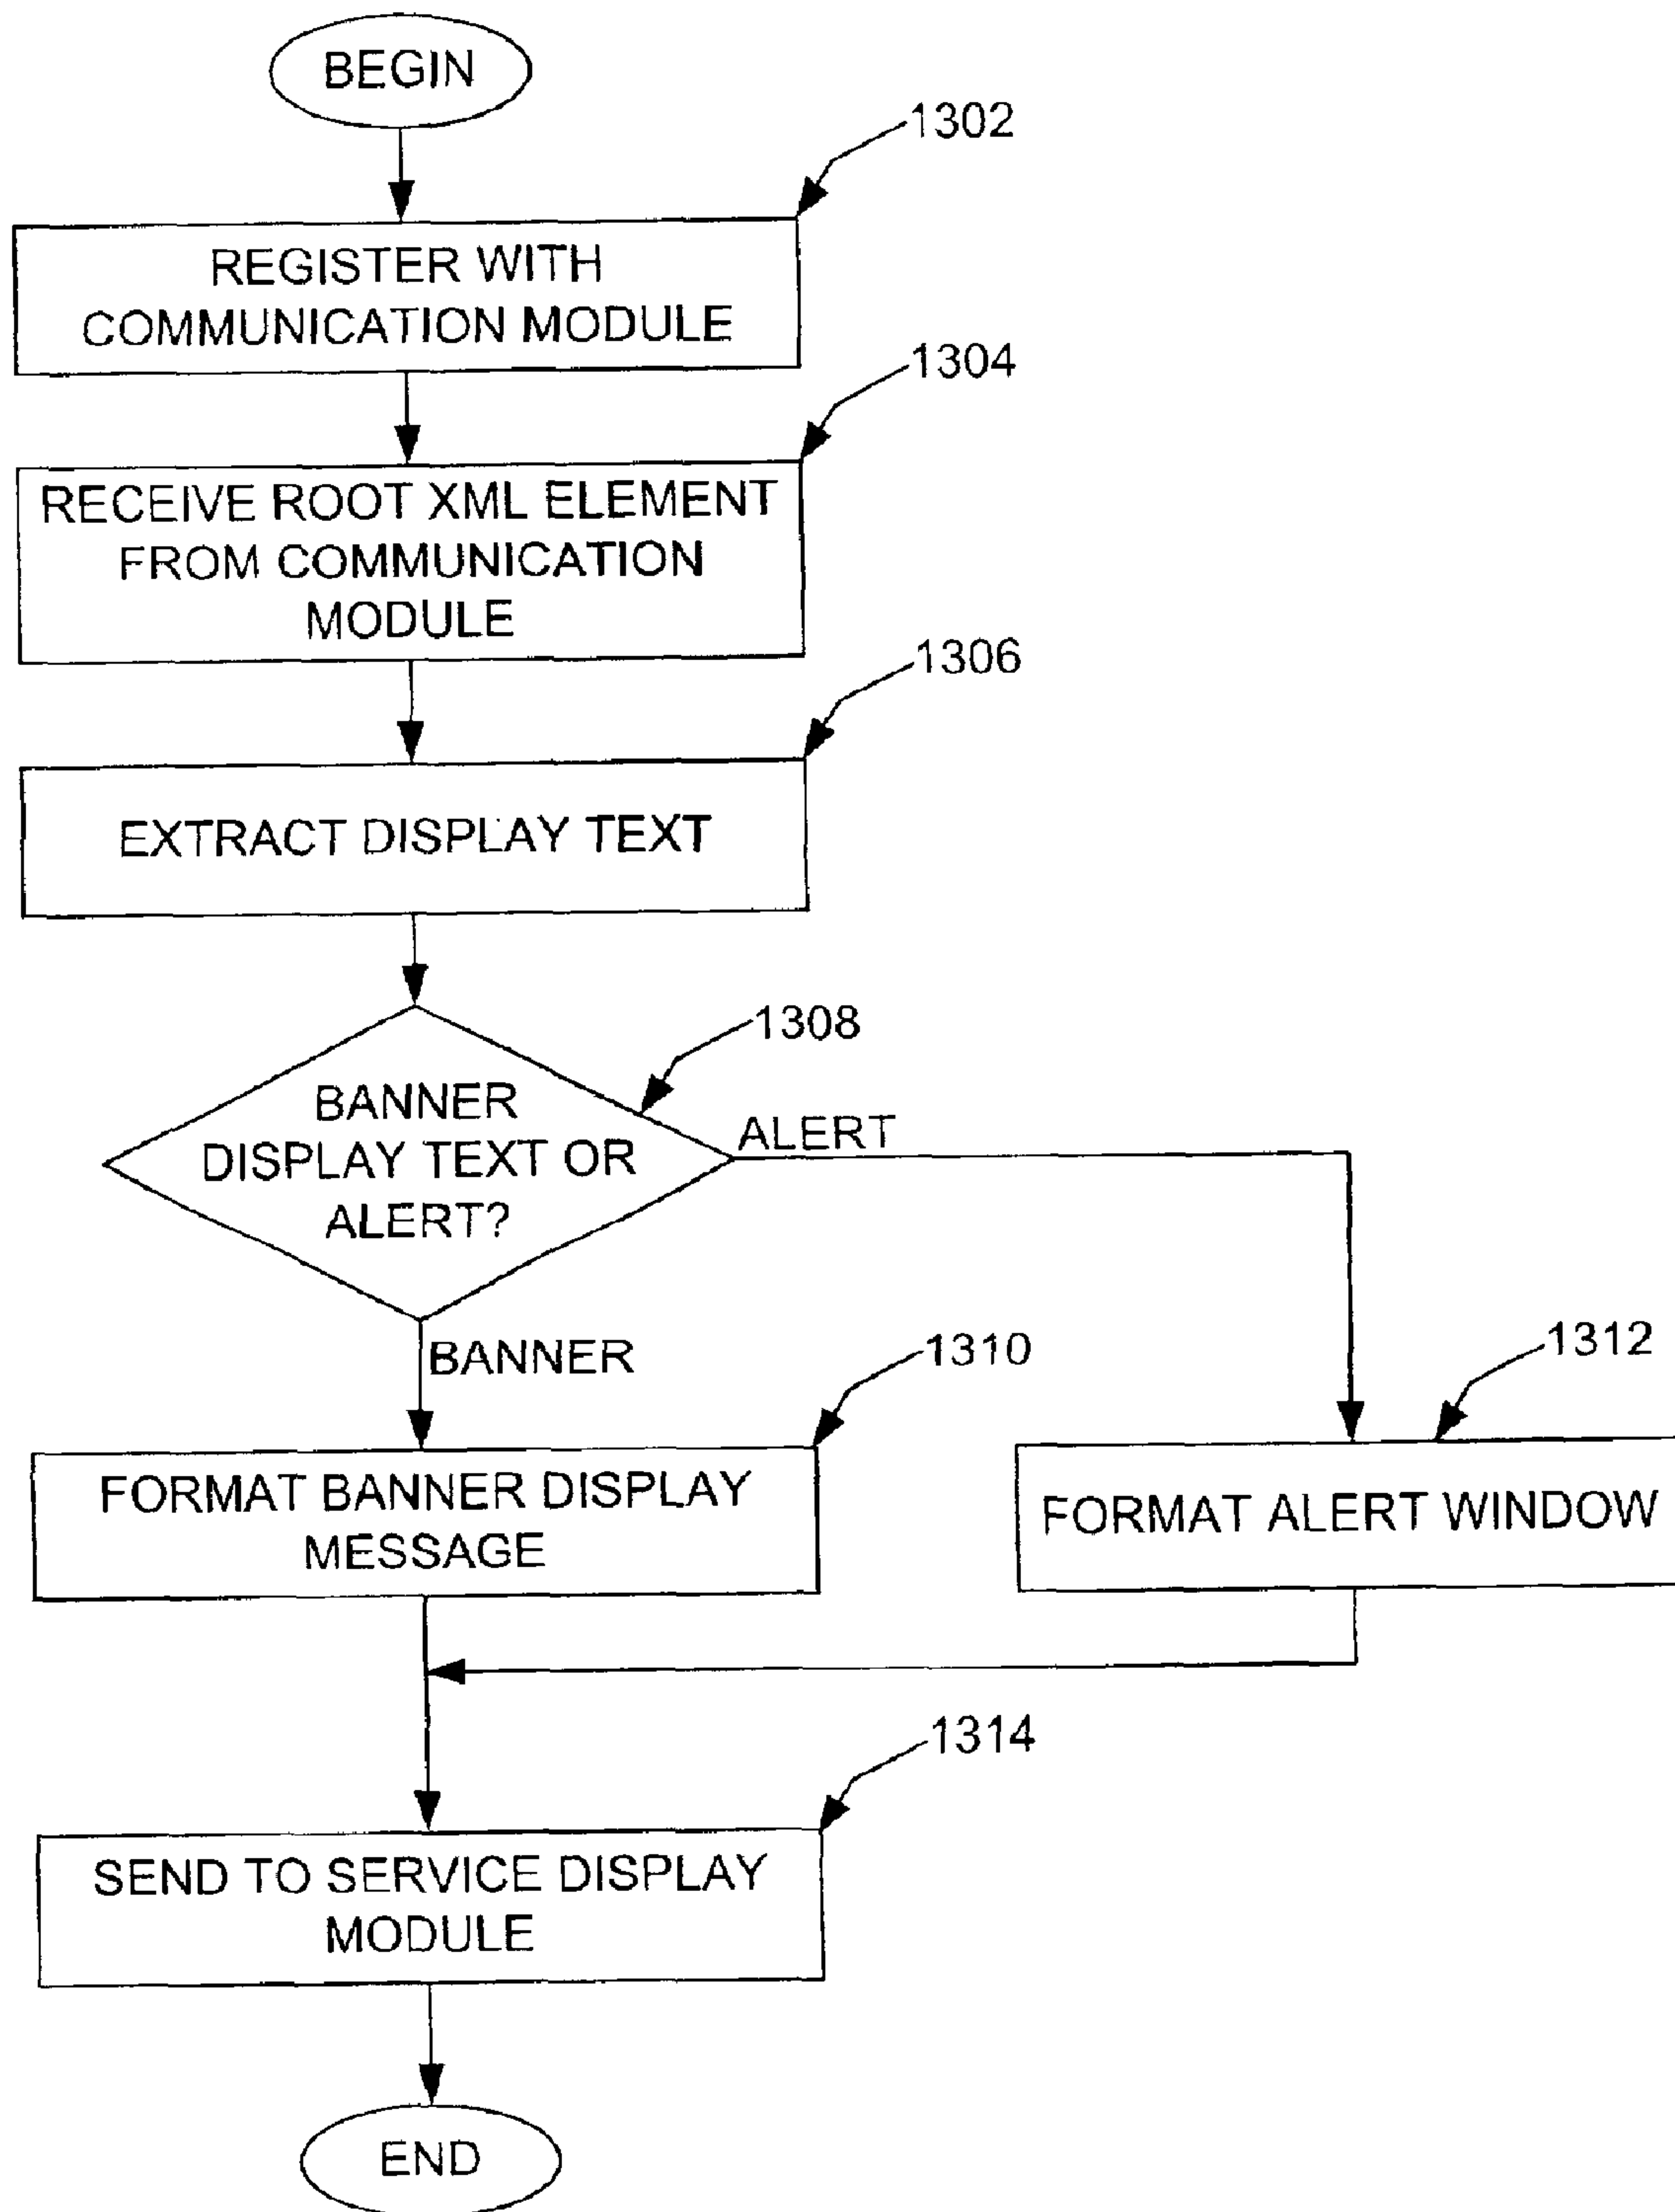 BEGIN
1302
REGISTER WITH
COMMUNICATION MODULE
1304
RECEIVE ROOT XML ELEMENT
FROM COMMUNICATION
MODULE
1306
EXTRACT DISPLAY TEXT
1308
BANNER
DISPLAY TEXT OR
ALERT?
ALERT
BANNER
1310
1312
FORMAT BANNER DISPLAY
MESSAGE
FORMAT ALERT WINDOW
1314
SEND TO SERVICE DISPLAY
MODULE
END